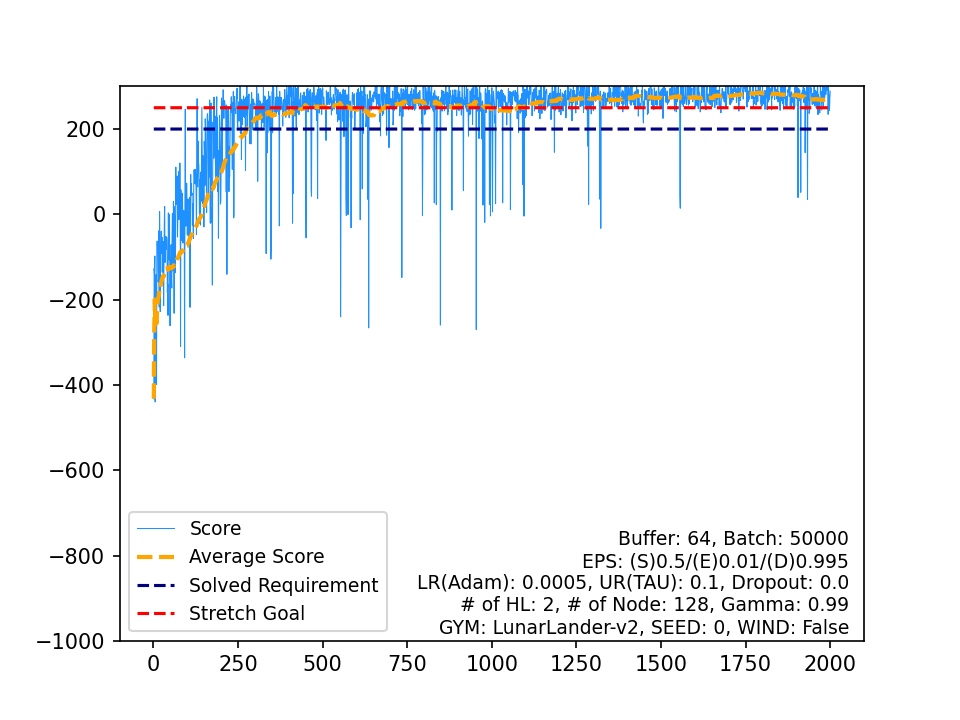 200
0
−200
−400
−600
−800
−1000
Score
Average Score
Solved Requirement
Stretch Goal
Buffer: 64, Batch: 50000
EPS: (S)0.5/(E)0.01/(D)0.995
LR(Adam): 0.0005, UR(TAU): 0.1, Dropout: 0.0
# of HL: 2, # of Node: 128, Gamma: 0.99
GYM: LunarLander-v2, SEED: 0, WIND: False
0 250 500 750 1000 1250 1500 1750 2000